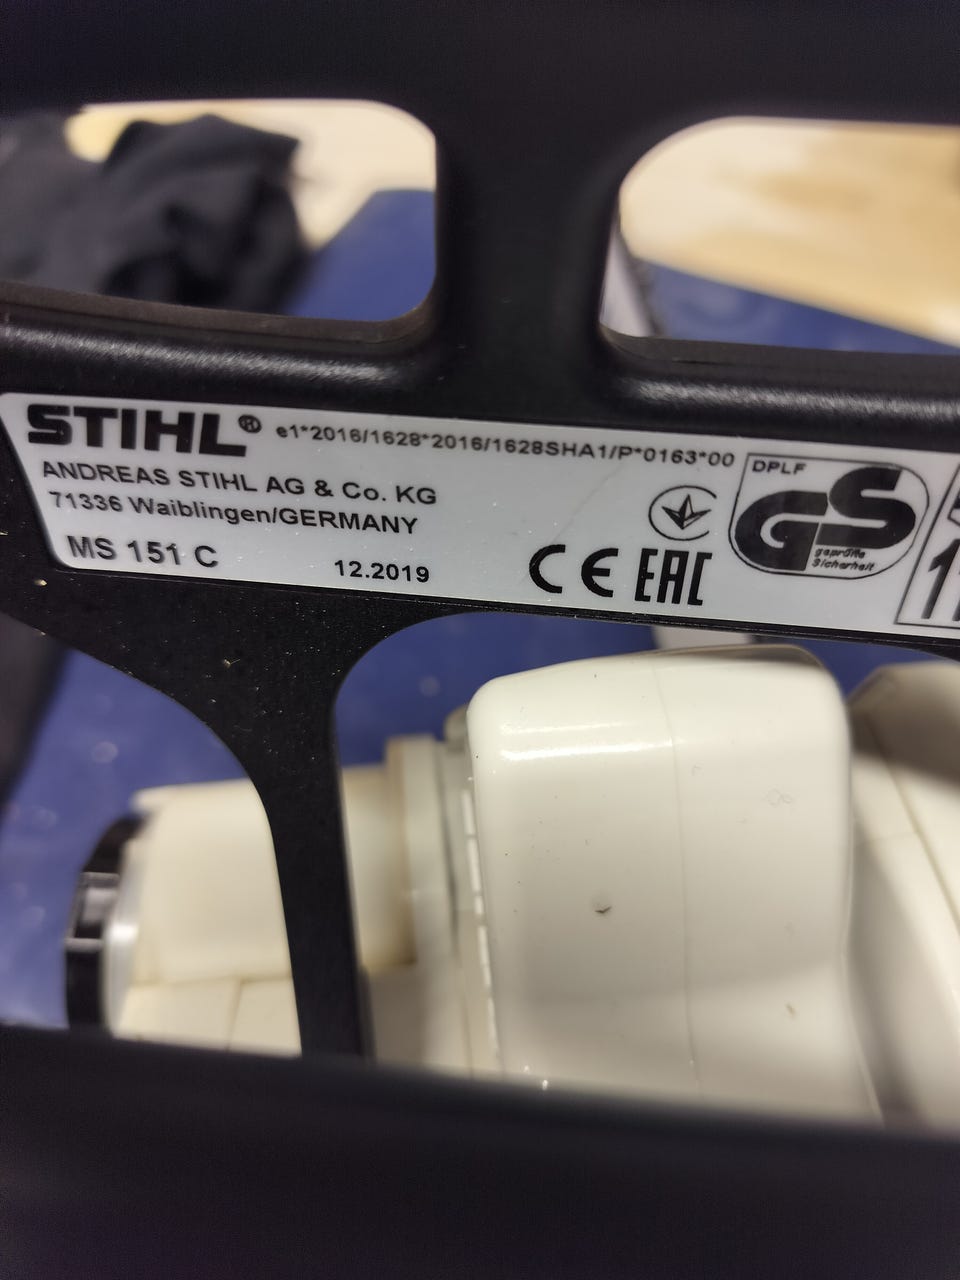 STIHL® e1*2016/1628*2016/1628SHA1/P*0163*00
ANDREAS STIHL AG & Co. KG
71336 Waiblingen/GERMANY
MS 151 C
12.2019
CE EAC
DPLF
GS
geprüfte
Sicherheit